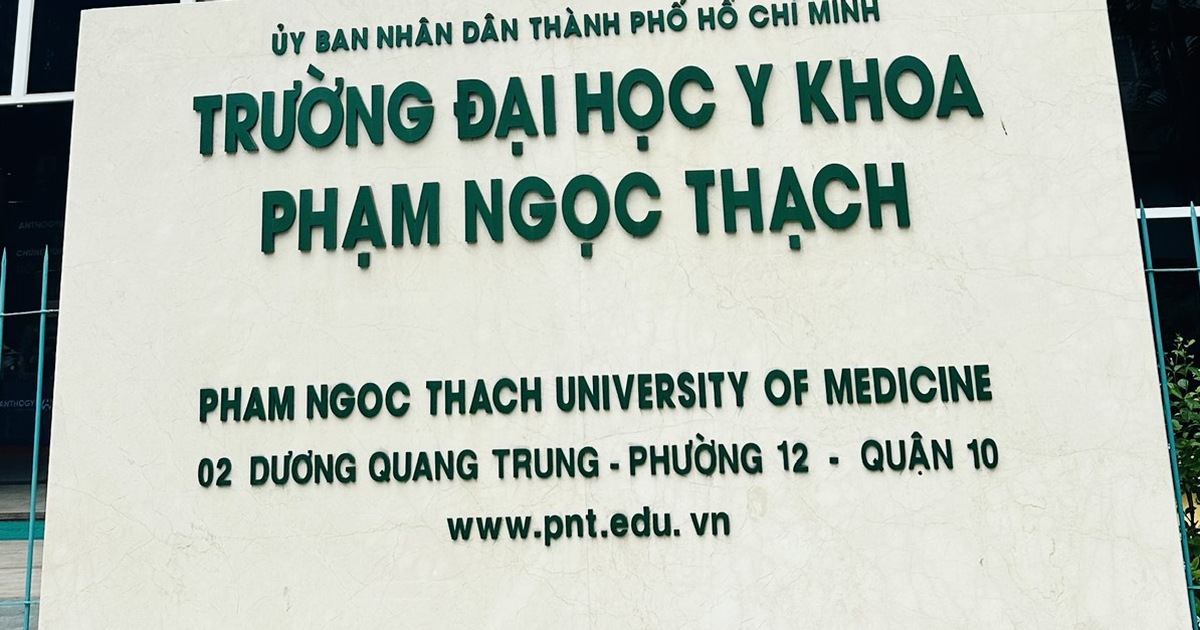 ỦY BAN NHÂN DÂN THÀNH PHỐ HỒ CHÍ MINH
TRƯỜNG ĐẠI HỌC Y KHOA
PHẠM NGỌC THẠCH
PHAM NGOC THACH UNIVERSITY OF MEDICINE
02 DƯƠNG QUANG TRUNG - PHƯỜNG 12 - QUẬN 10
www.pnt.edu. vn